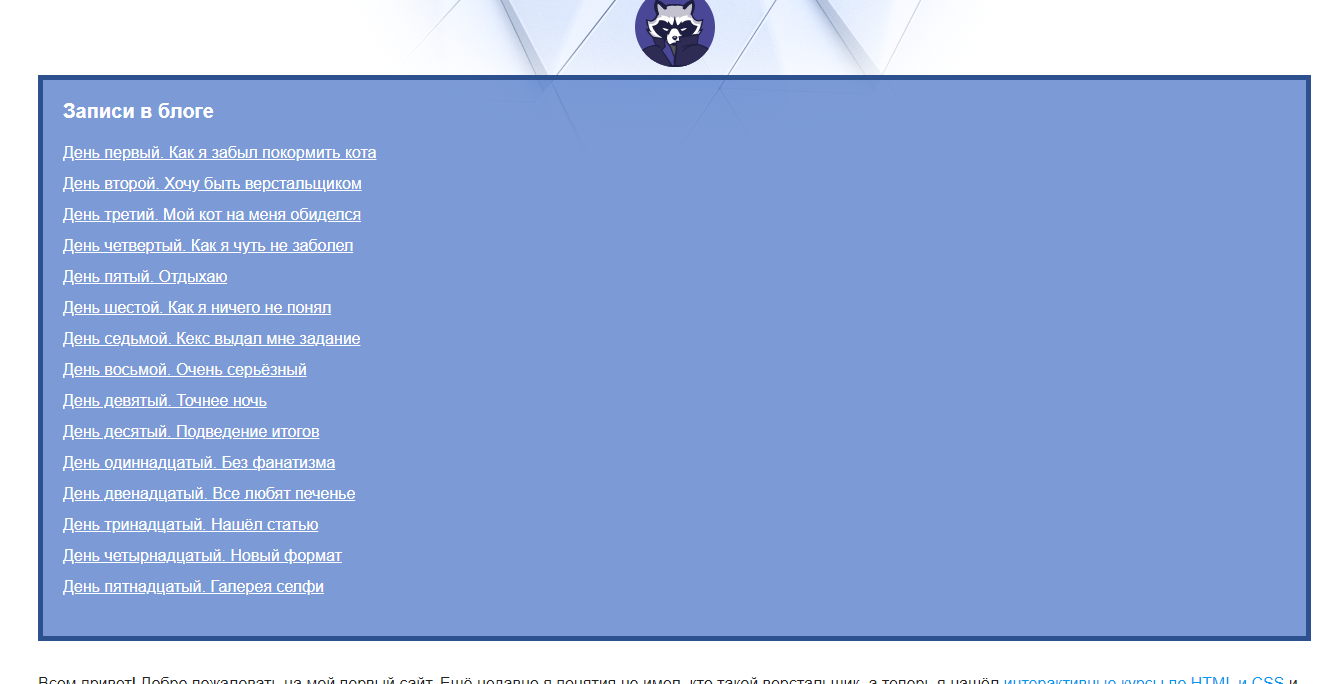 Записи в блоге
День первый. Как я забыл покормить кота
День второй. Хочу быть верстальщиком
День третий. Мой кот на меня обиделся
День четвертый. Как я чуть не заболел
День пятый. Отдыхаю
День шестой. Как я ничего не понял
День седьмой. Кекс выдал мне задание
День восьмой. Очень серьёзный
День девятый. Точнее ночь
День десятый. Подведение итогов
День одиннадцатый. Без фанатизма
День двенадцатый. Все любят печенье
День тринадцатый. Нашёл статью
День четырнадцатый. Новый формат
День пятнадцатый. Галерея селфи
Всем привет! Добро пожаловать на мой первый сайт. Ещё недавно я понятия не имел, кто такой верстальщик, а теперь я нашёл интерактивные курсы по HTML и CSS и